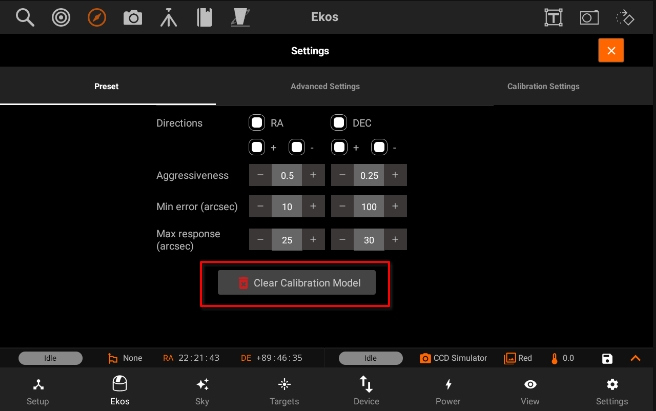 Ekos
Settings
Preset
Advanced Settings
Calibration Settings
Directions RA DEC
+ - + -
Aggressiveness − 0.5 + − 0.25 +
Min error (arcsec) − 10 + − 100 +
Max response
(arcsec) − 25 + − 30 +
Clear Calibration Model
Idle None RA 22:21:43 DE +89:46:35 Idle CCD Simulator Red 0.0
Setup Ekos Sky Targets Device Power View Settings